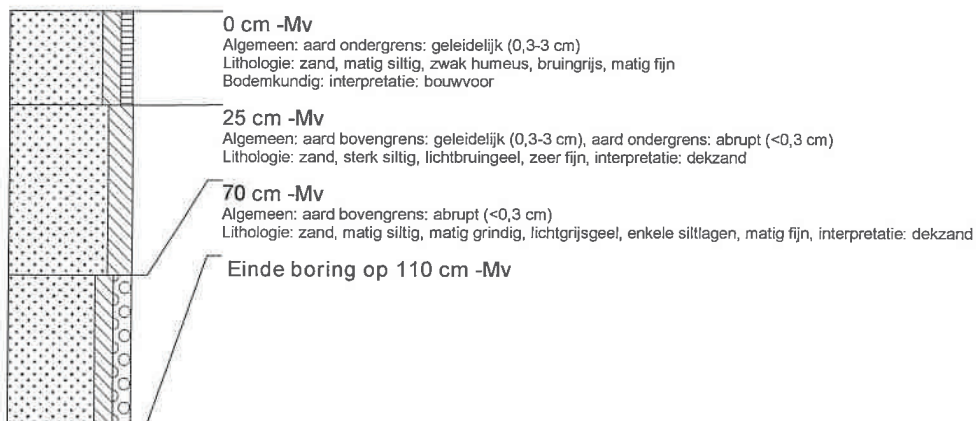 0 cm -Mv
Algemeen: aard ondergrens: geleidelijk (0,3-3 cm)
Lithologie: zand, matig siltig, zwak humeus, bruingrijs, matig fijn
Bodemkundig: interpretatie: bouwvoor
25 cm -Mv
Algemeen: aard bovengrens: geleidelijk (0,3-3 cm), aard ondergrens: abrupt (<0,3 cm)
Lithologie: zand, sterk siltig, lichtbruingeel, zeer fijn, interpretatie: dekzand
70 cm -Mv
Algemeen: aard bovengrens: abrupt (<0,3 cm)
Lithologie: zand, matig siltig, matig grindig, lichtgrijsgeel, enkele siltlagen, matig fijn, interpretatie: dekzand
Einde boring op 110 cm -Mv